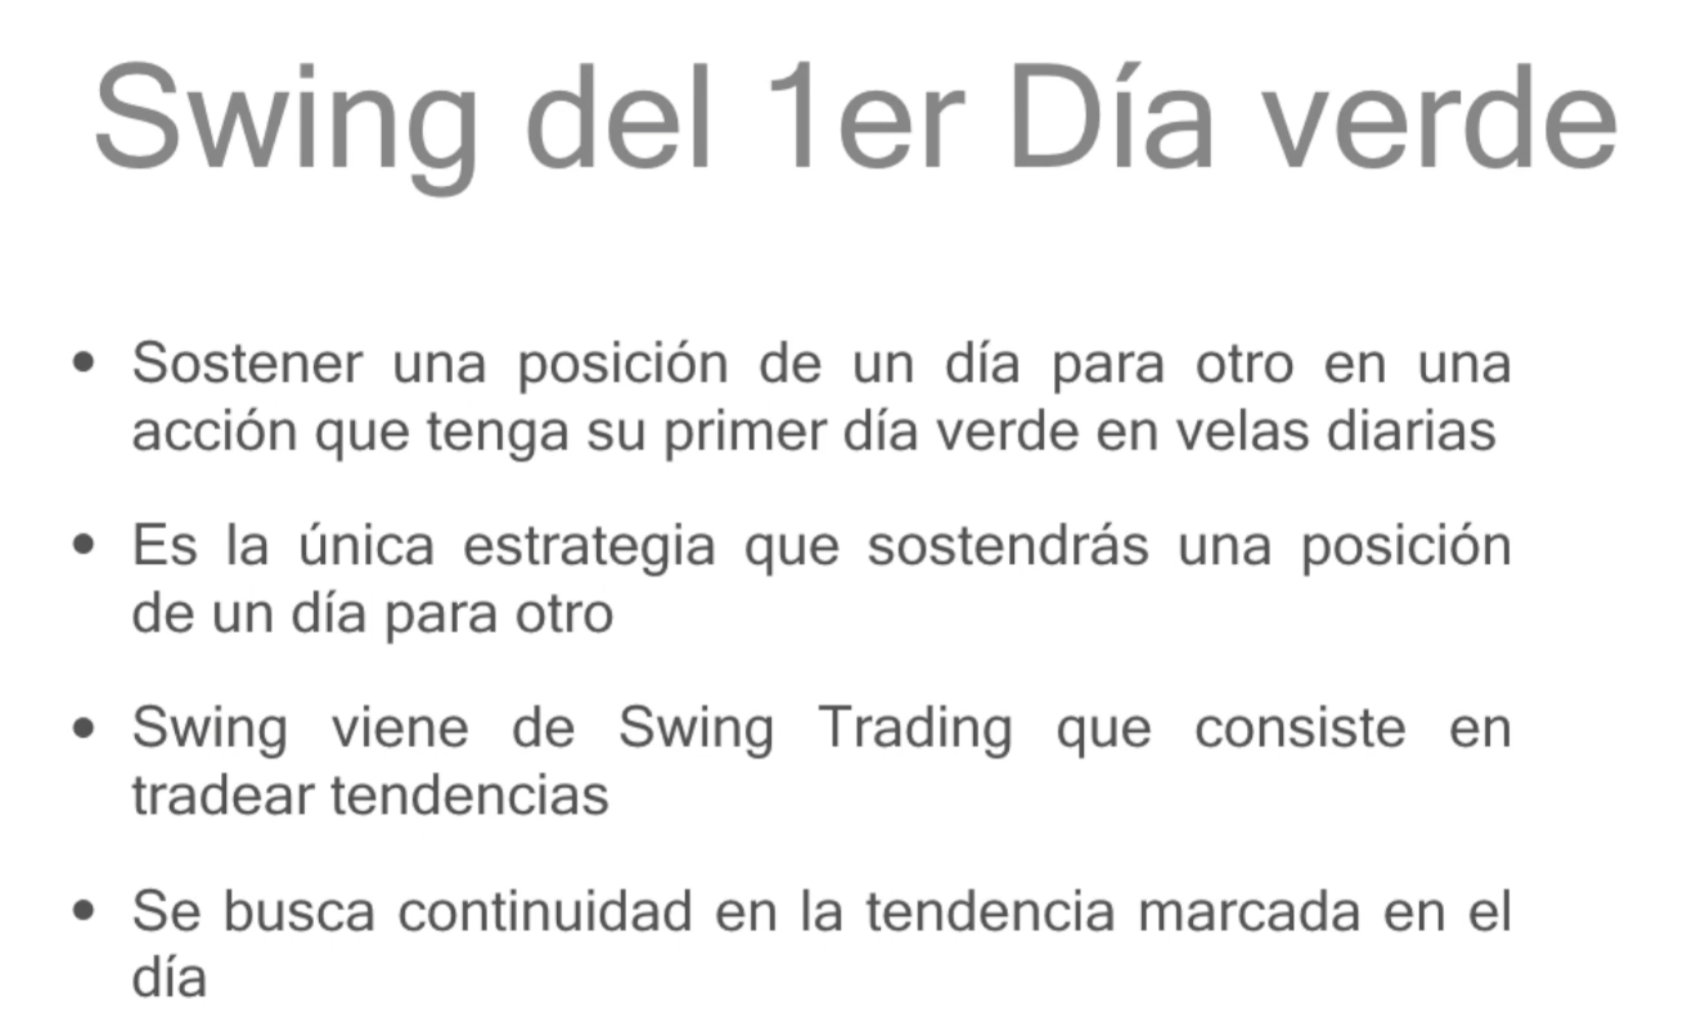 Swing del 1er Día verde
• Sostener una posición de un día para otro en una
acción que tenga su primer día verde en velas diarias
• Es la única estrategia que sostendrás una posición
de un día para otro
• Swing viene de Swing Trading que consiste en
tradear tendencias
• Se busca continuidad en la tendencia marcada en el
día